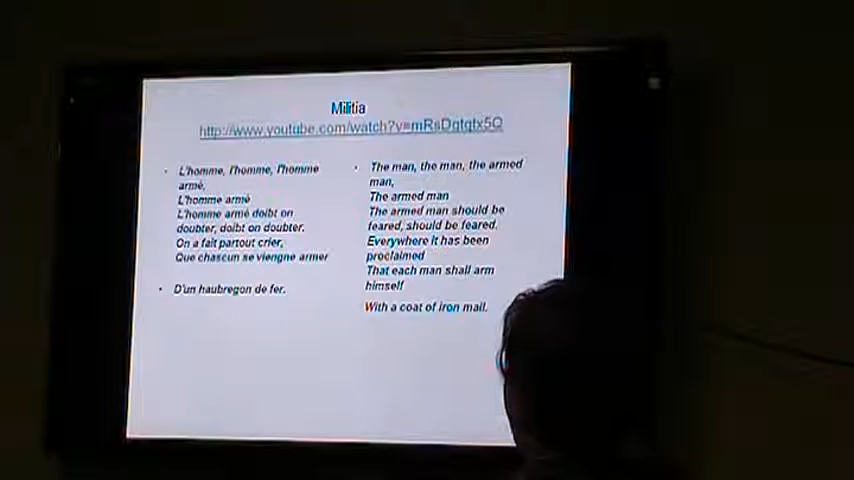 Militia
http://www.youtube.com/watch?v=mRsDqtqtx5Q
• L'homme, l'homme, l'homme
armé,
L'homme armé
L'homme armé doibt on
doubter, doibt on doubter.
On a fait partout crier,
Que chascun se viengne armer
• D'un haubregon de fer.
• The man, the man, the armed
man,
The armed man
The armed man should be
feared, should be feared.
Everywhere it has been
proclaimed
That each man shall arm
himself
With a coat of iron mail.